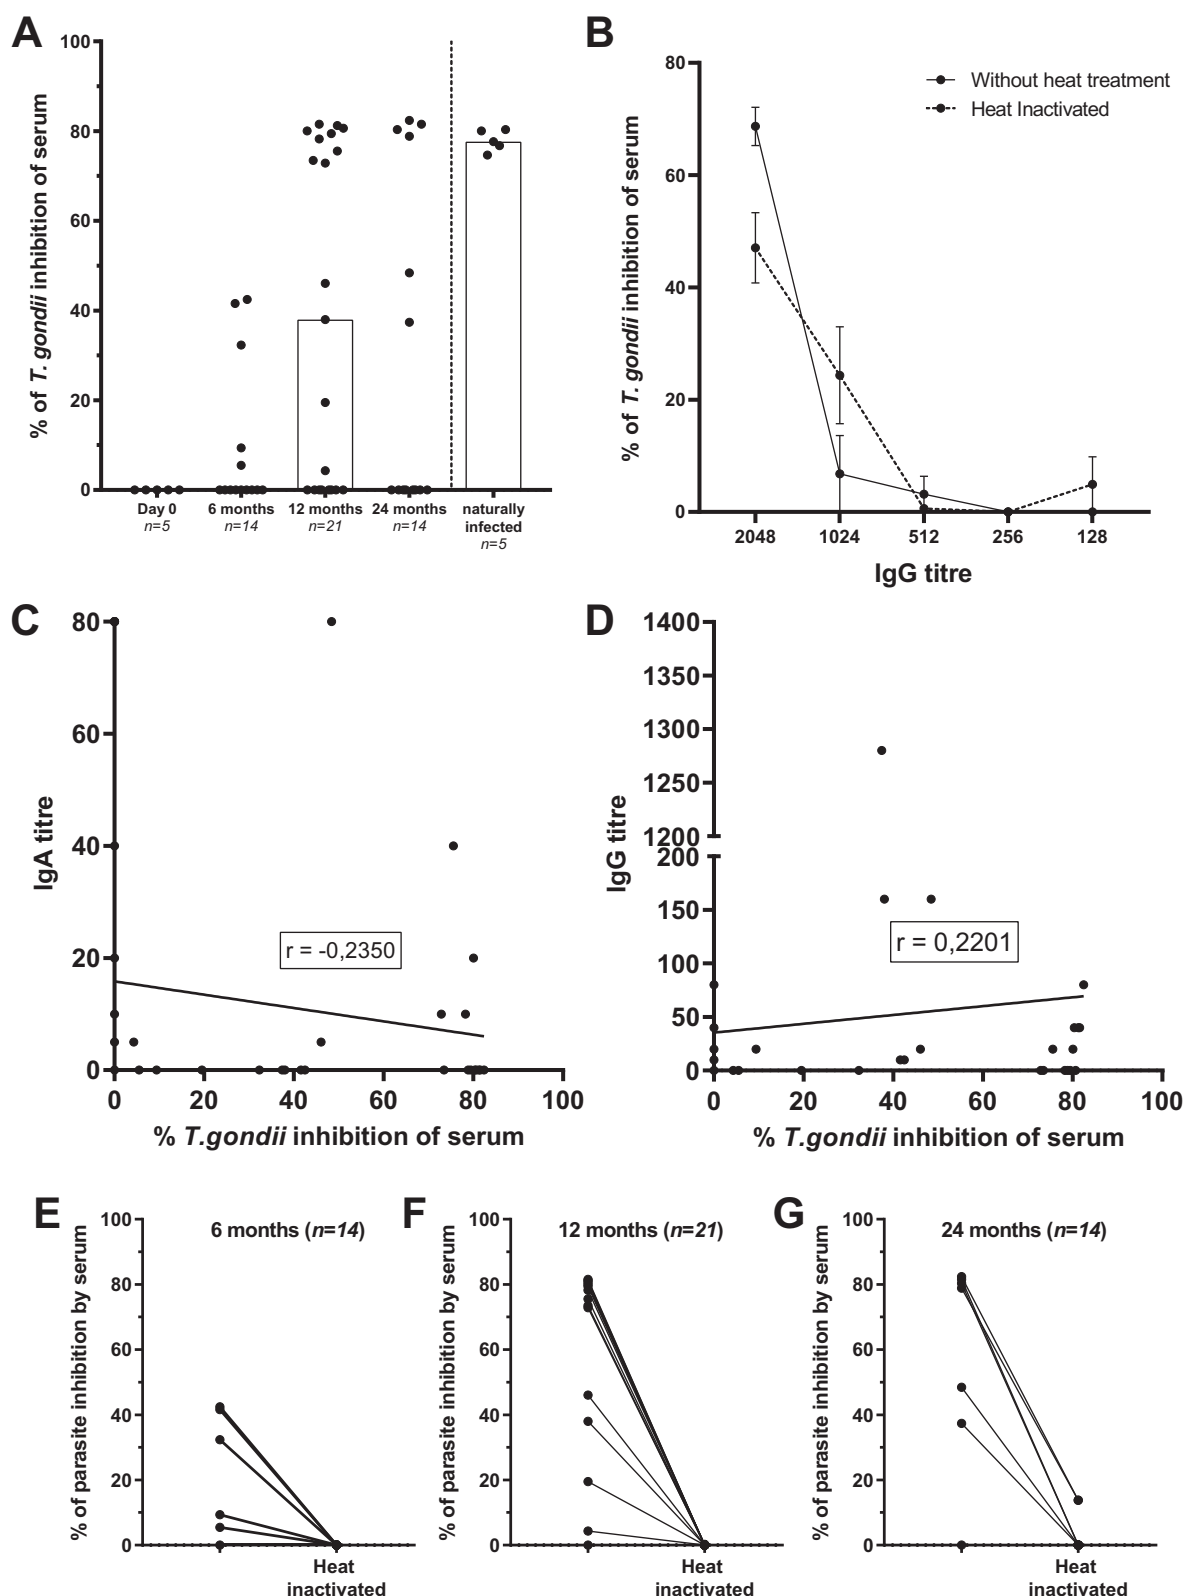 A
% of T. gondii inhibition of serum
100
80
60
40
20
0
Day 0
n=5
6 months
n=14
12 months
n=21
24 months
n=14
naturally
infected
n=5
B
% of T. gondii inhibition of serum
80
60
40
20
0
Without heat treatment
Heat Inactivated
2048 1024 512 256 128
IgG titre
C
IgA titre
80
60
40
20
0
r = -0,2350
0 20 40 60 80 100
% T.gondii inhibition of serum
D
IgG titre
1400
1350
1300
1250
1200
200
150
100
50
0
r = 0,2201
0 20 40 60 80 100
% T.gondii inhibition of serum
E
% of parasite inhibition by serum
6 months (n=14)
100
80
60
40
20
0
Heat
inactivated
F
% of parasite inhibition by serum
12 months (n=21)
100
80
60
40
20
0
Heat
inactivated
G
% of parasite inhibition by serum
24 months (n=14)
100
80
60
40
20
0
Heat
inactivated